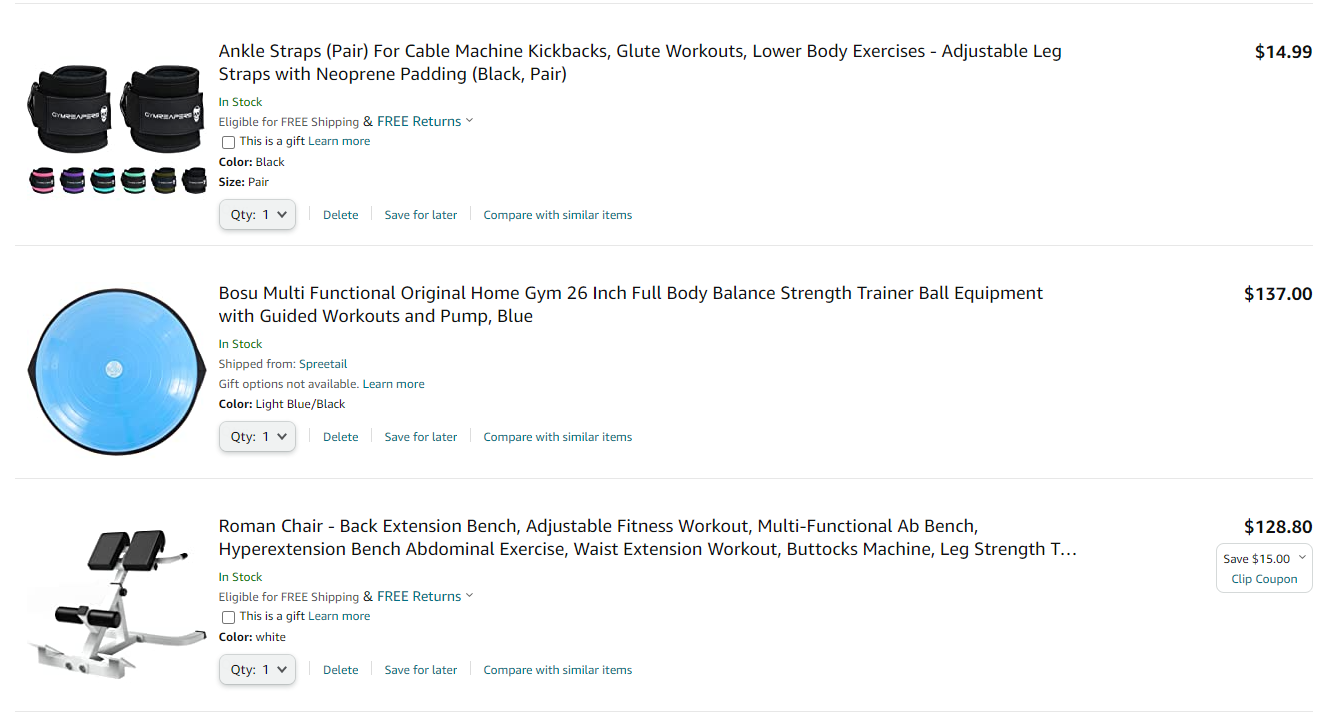 Ankle Straps (Pair) For Cable Machine Kickbacks, Glute Workouts, Lower Body Exercises - Adjustable Leg
Straps with Neoprene Padding (Black, Pair)
$14.99
In Stock
Eligible for FREE Shipping & FREE Returns
This is a gift Learn more
Color: Black
Size: Pair
Qty: 1
Delete
Save for later
Compare with similar items
GYMREAPERS
GYMREAPERS
Bosu Multi Functional Original Home Gym 26 Inch Full Body Balance Strength Trainer Ball Equipment
with Guided Workouts and Pump, Blue
$137.00
In Stock
Shipped from: Spreetail
Gift options not available. Learn more
Color: Light Blue/Black
Qty: 1
Delete
Save for later
Compare with similar items
Roman Chair - Back Extension Bench, Adjustable Fitness Workout, Multi-Functional Ab Bench,
Hyperextension Bench Abdominal Exercise, Waist Extension Workout, Buttocks Machine, Leg Strength T...
$128.80
Save $15.00
Clip Coupon
In Stock
Eligible for FREE Shipping & FREE Returns
This is a gift Learn more
Color: white
Qty: 1
Delete
Save for later
Compare with similar items